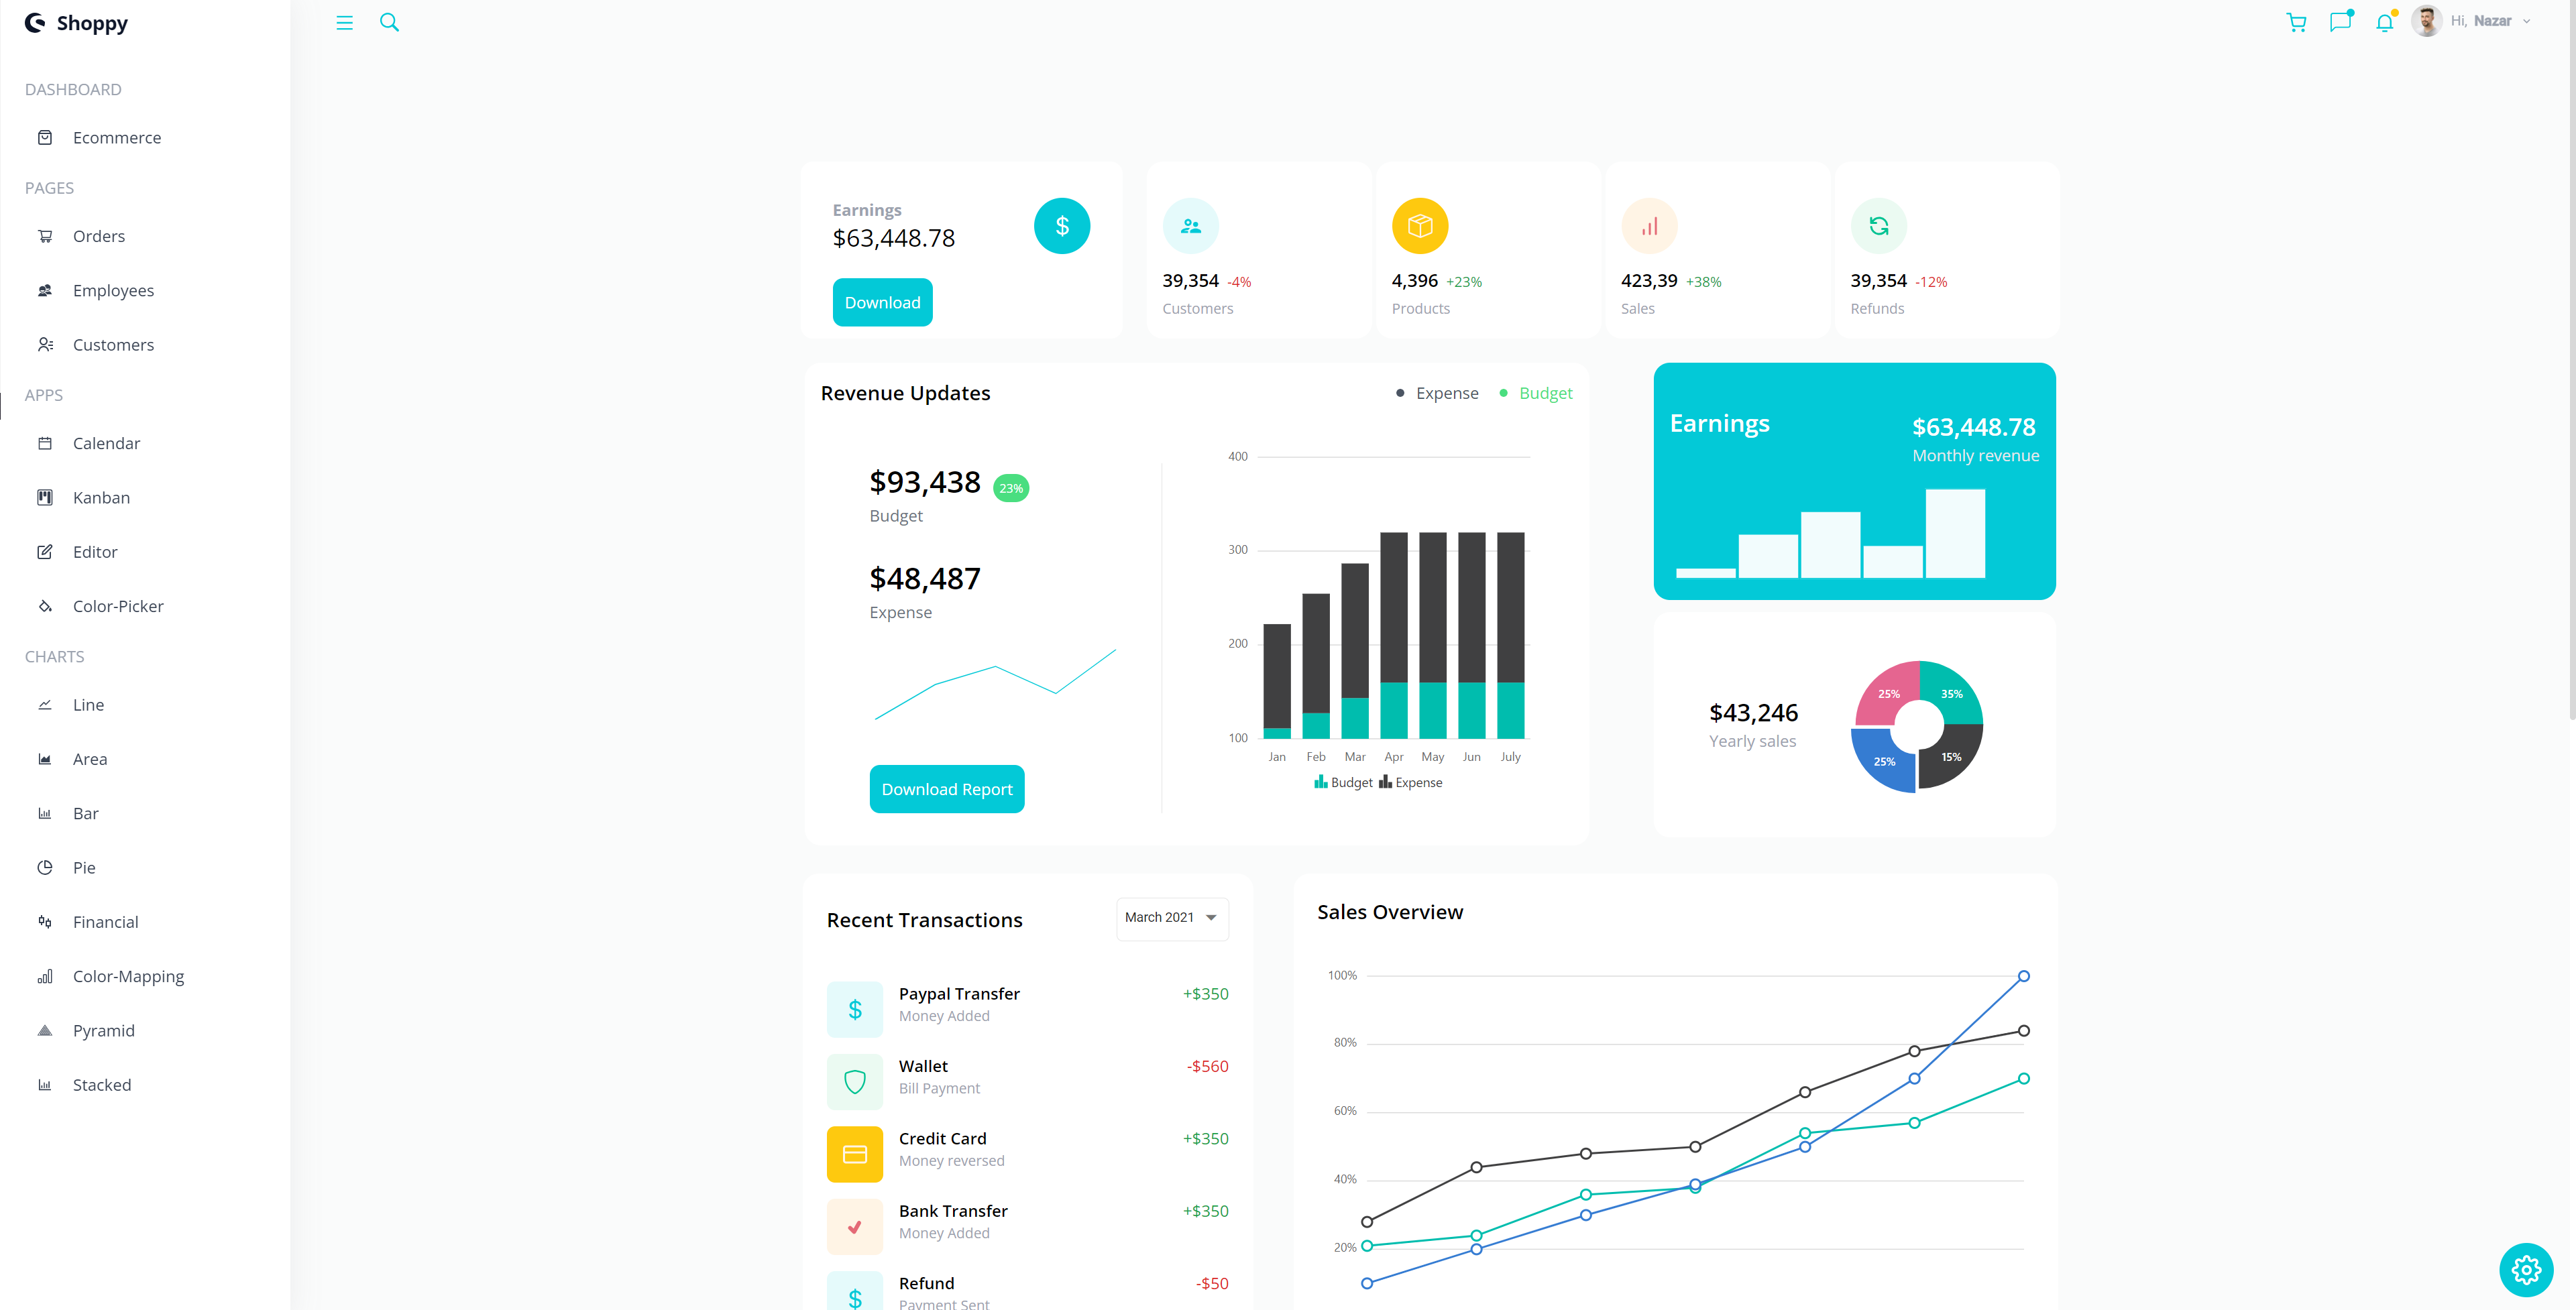 Shoppy
Hi, Nazar
DASHBOARD
Ecommerce
PAGES
Orders
Employees
Customers
APPS
Calendar
Kanban
Editor
Color-Picker
CHARTS
Line
Area
Bar
Pie
Financial
Color-Mapping
Pyramid
Stacked
Earnings
$63,448.78
Download
39,354 -4%
Customers
4,396 +23%
Products
423,39 +38%
Sales
39,354 -12%
Refunds
Revenue Updates
Expense Budget
$93,438 23%
Budget
$48,487
Expense
Download Report
400
300
200
100
Jan Feb Mar Apr May Jun July
Budget Expense
Earnings
$63,448.78
Monthly revenue
$43,246
Yearly sales
25% 35%
25% 15%
Recent Transactions
March 2021
Paypal Transfer +$350
Money Added
Wallet -$560
Bill Payment
Credit Card +$350
Money reversed
Bank Transfer +$350
Money Added
Refund -$50
Payment Sent
Sales Overview
100%
80%
60%
40%
20%